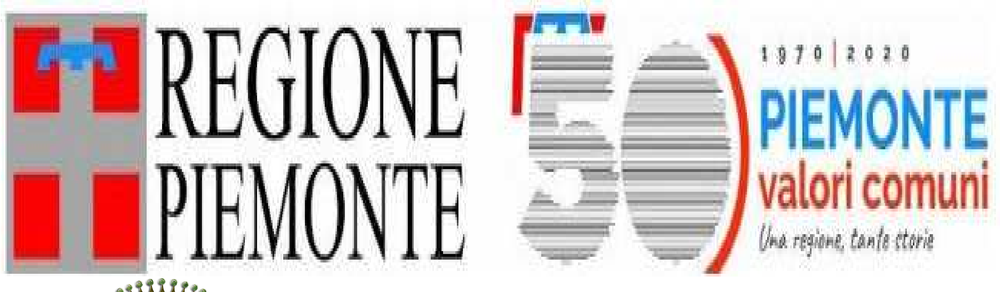 REGIONE
PIEMONTE
50
1970|2020
PIEMONTE
valori comuni
Una regione, tante storie